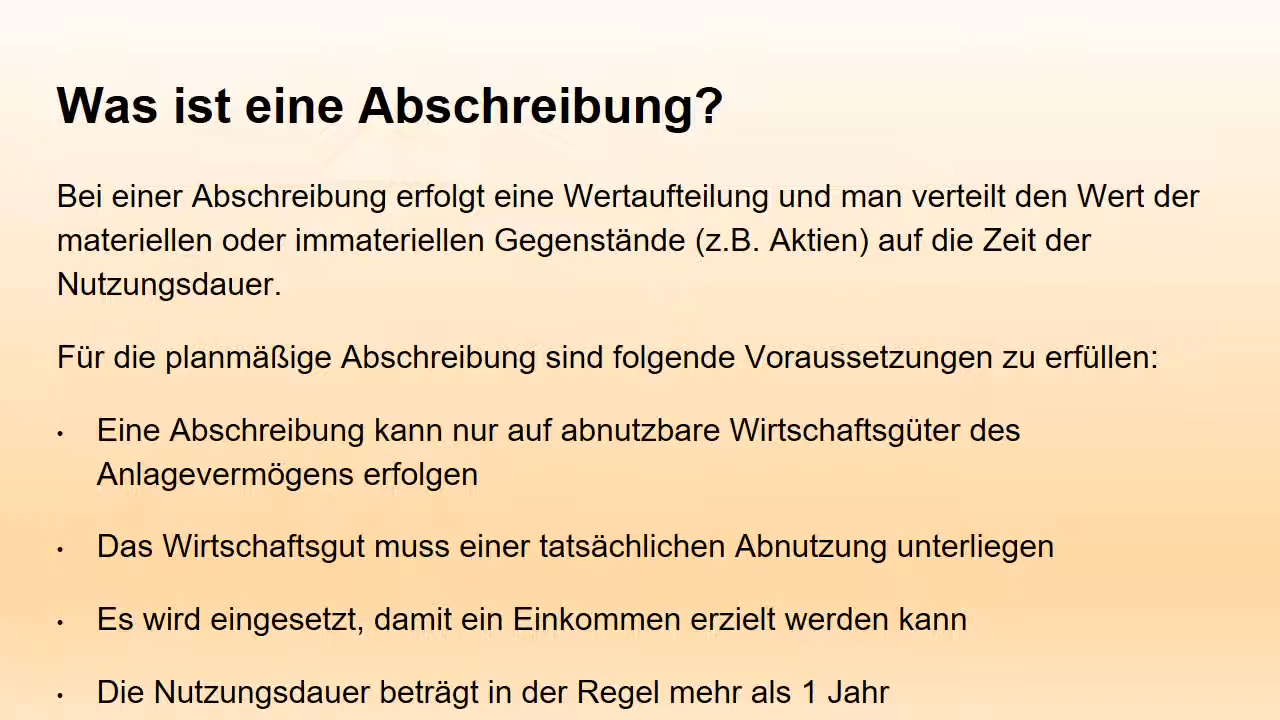 Was ist eine Abschreibung?
Bei einer Abschreibung erfolgt eine Wertaufteilung und man verteilt den Wert der
materiellen oder immateriellen Gegenstände (z.B. Aktien) auf die Zeit der
Nutzungsdauer.
Für die planmäßige Abschreibung sind folgende Voraussetzungen zu erfüllen:
• Eine Abschreibung kann nur auf abnutzbare Wirtschaftsgüter des
Anlagevermögens erfolgen
• Das Wirtschaftsgut muss einer tatsächlichen Abnutzung unterliegen
• Es wird eingesetzt, damit ein Einkommen erzielt werden kann
• Die Nutzungsdauer beträgt in der Regel mehr als 1 Jahr